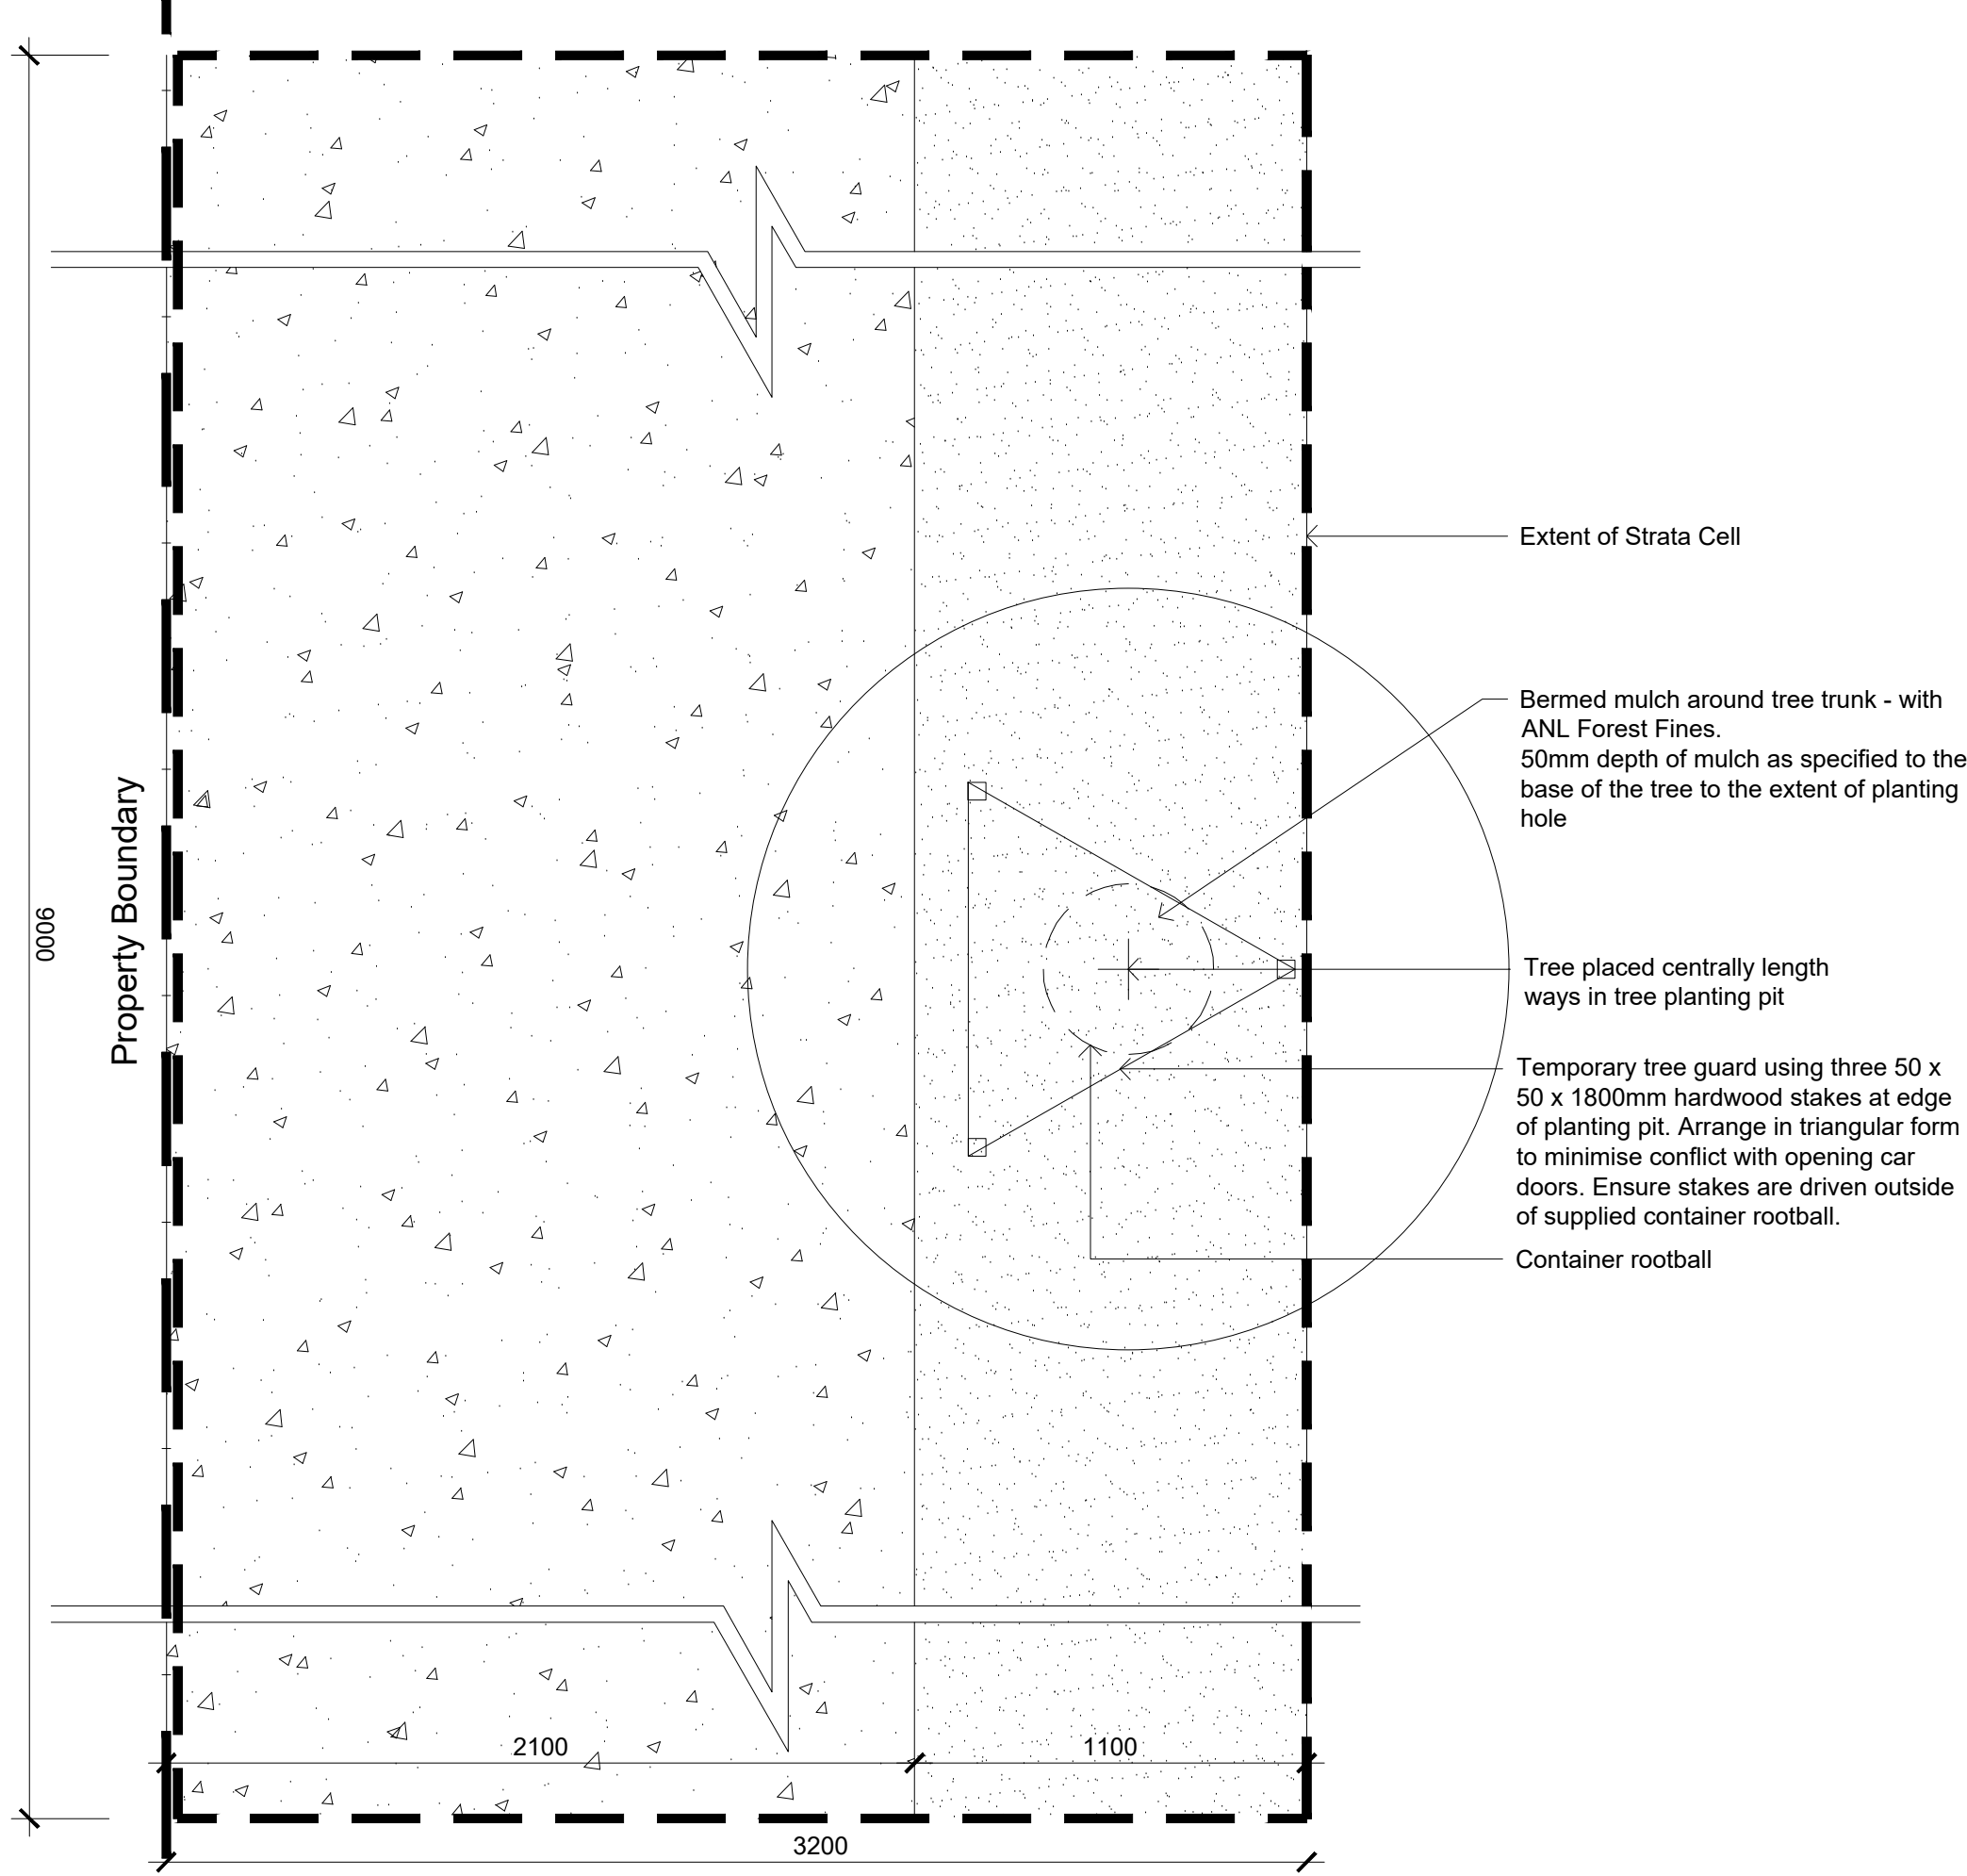 Extent of Strata Cell
Bermed mulch around tree trunk - with
ANL Forest Fines.
50mm depth of mulch as specified to the
base of the tree to the extent of planting
hole
Property Boundary
9000
Tree placed centrally length
ways in tree planting pit
Temporary tree guard using three 50 x
50 x 1800mm hardwood stakes at edge
of planting pit. Arrange in triangular form
to minimise conflict with opening car
doors. Ensure stakes are driven outside
of supplied container rootball.
Container rootball
2100
1100
3200